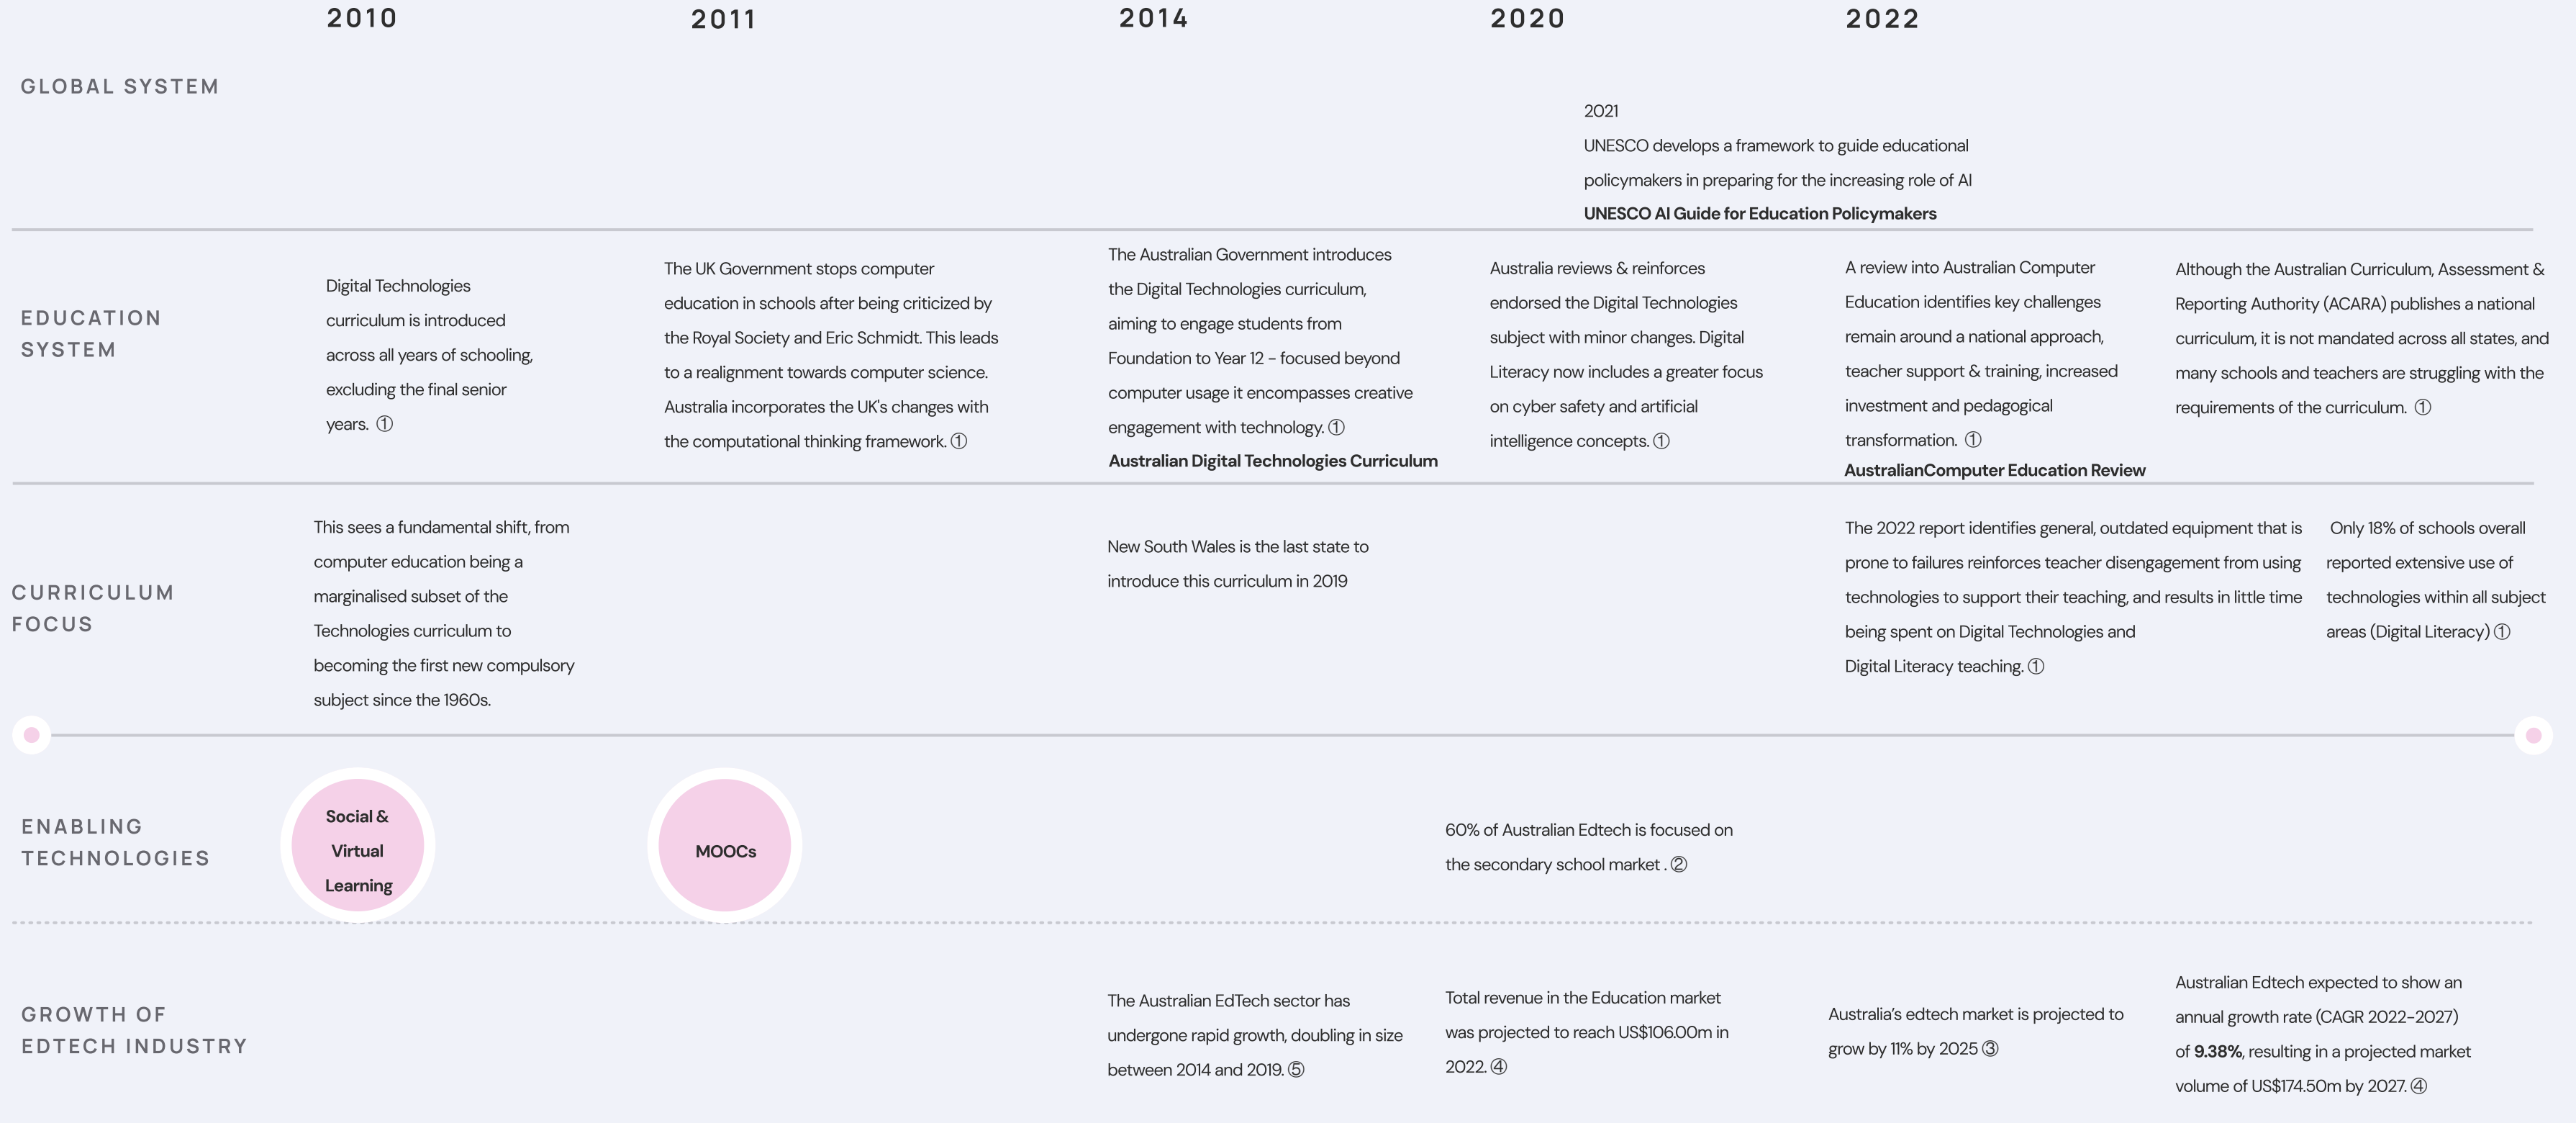 2010
2011
2014
2020
2022
GLOBAL SYSTEM
2021
UNESCO develops a framework to guide educational
policymakers in preparing for the increasing role of AI
UNESCO AI Guide for Education Policymakers
EDUCATION
SYSTEM
Digital Technologies
curriculum is introduced
across all years of schooling,
excluding the final senior
years. ①
The UK Government stops computer
education in schools after being criticized by
the Royal Society and Eric Schmidt. This leads
to a realignment towards computer science.
Australia incorporates the UK's changes with
the computational thinking framework. ①
The Australian Government introduces
the Digital Technologies curriculum,
aiming to engage students from
Foundation to Year 12 - focused beyond
computer usage it encompasses creative
engagement with technology. ①
Australian Digital Technologies Curriculum
Australia reviews & reinforces
endorsed the Digital Technologies
subject with minor changes. Digital
Literacy now includes a greater focus
on cyber safety and artificial
intelligence concepts. ①
A review into Australian Computer
Education identifies key challenges
remain around a national approach,
teacher support & training, increased
investment and pedagogical
transformation. ①
AustralianComputer Education Review
Although the Australian Curriculum, Assessment &
Reporting Authority (ACARA) publishes a national
curriculum, it is not mandated across all states, and
many schools and teachers are struggling with the
requirements of the curriculum. ①
CURRICULUM
FOCUS
This sees a fundamental shift, from
computer education being a
marginalised subset of the
Technologies curriculum to
becoming the first new compulsory
subject since the 1960s.
New South Wales is the last state to
introduce this curriculum in 2019
The 2022 report identifies general, outdated equipment that is
prone to failures reinforces teacher disengagement from using
technologies to support their teaching, and results in little time
being spent on Digital Technologies and
Digital Literacy teaching. ①
Only 18% of schools overall
reported extensive use of
technologies within all subject
areas (Digital Literacy) ①
ENABLING
TECHNOLOGIES
Social &
Virtual
Learning
MOOCs
60% of Australian Edtech is focused on
the secondary school market . ②
GROWTH OF
EDTECH INDUSTRY
The Australian EdTech sector has
undergone rapid growth, doubling in size
between 2014 and 2019. ⑤
Total revenue in the Education market
was projected to reach US$106.00m in
2022. ④
Australia's edtech market is projected to
grow by 11% by 2025 ③
Australian Edtech expected to show an
annual growth rate (CAGR 2022-2027)
of 9.38%, resulting in a projected market
volume of US$174.50m by 2027. ④